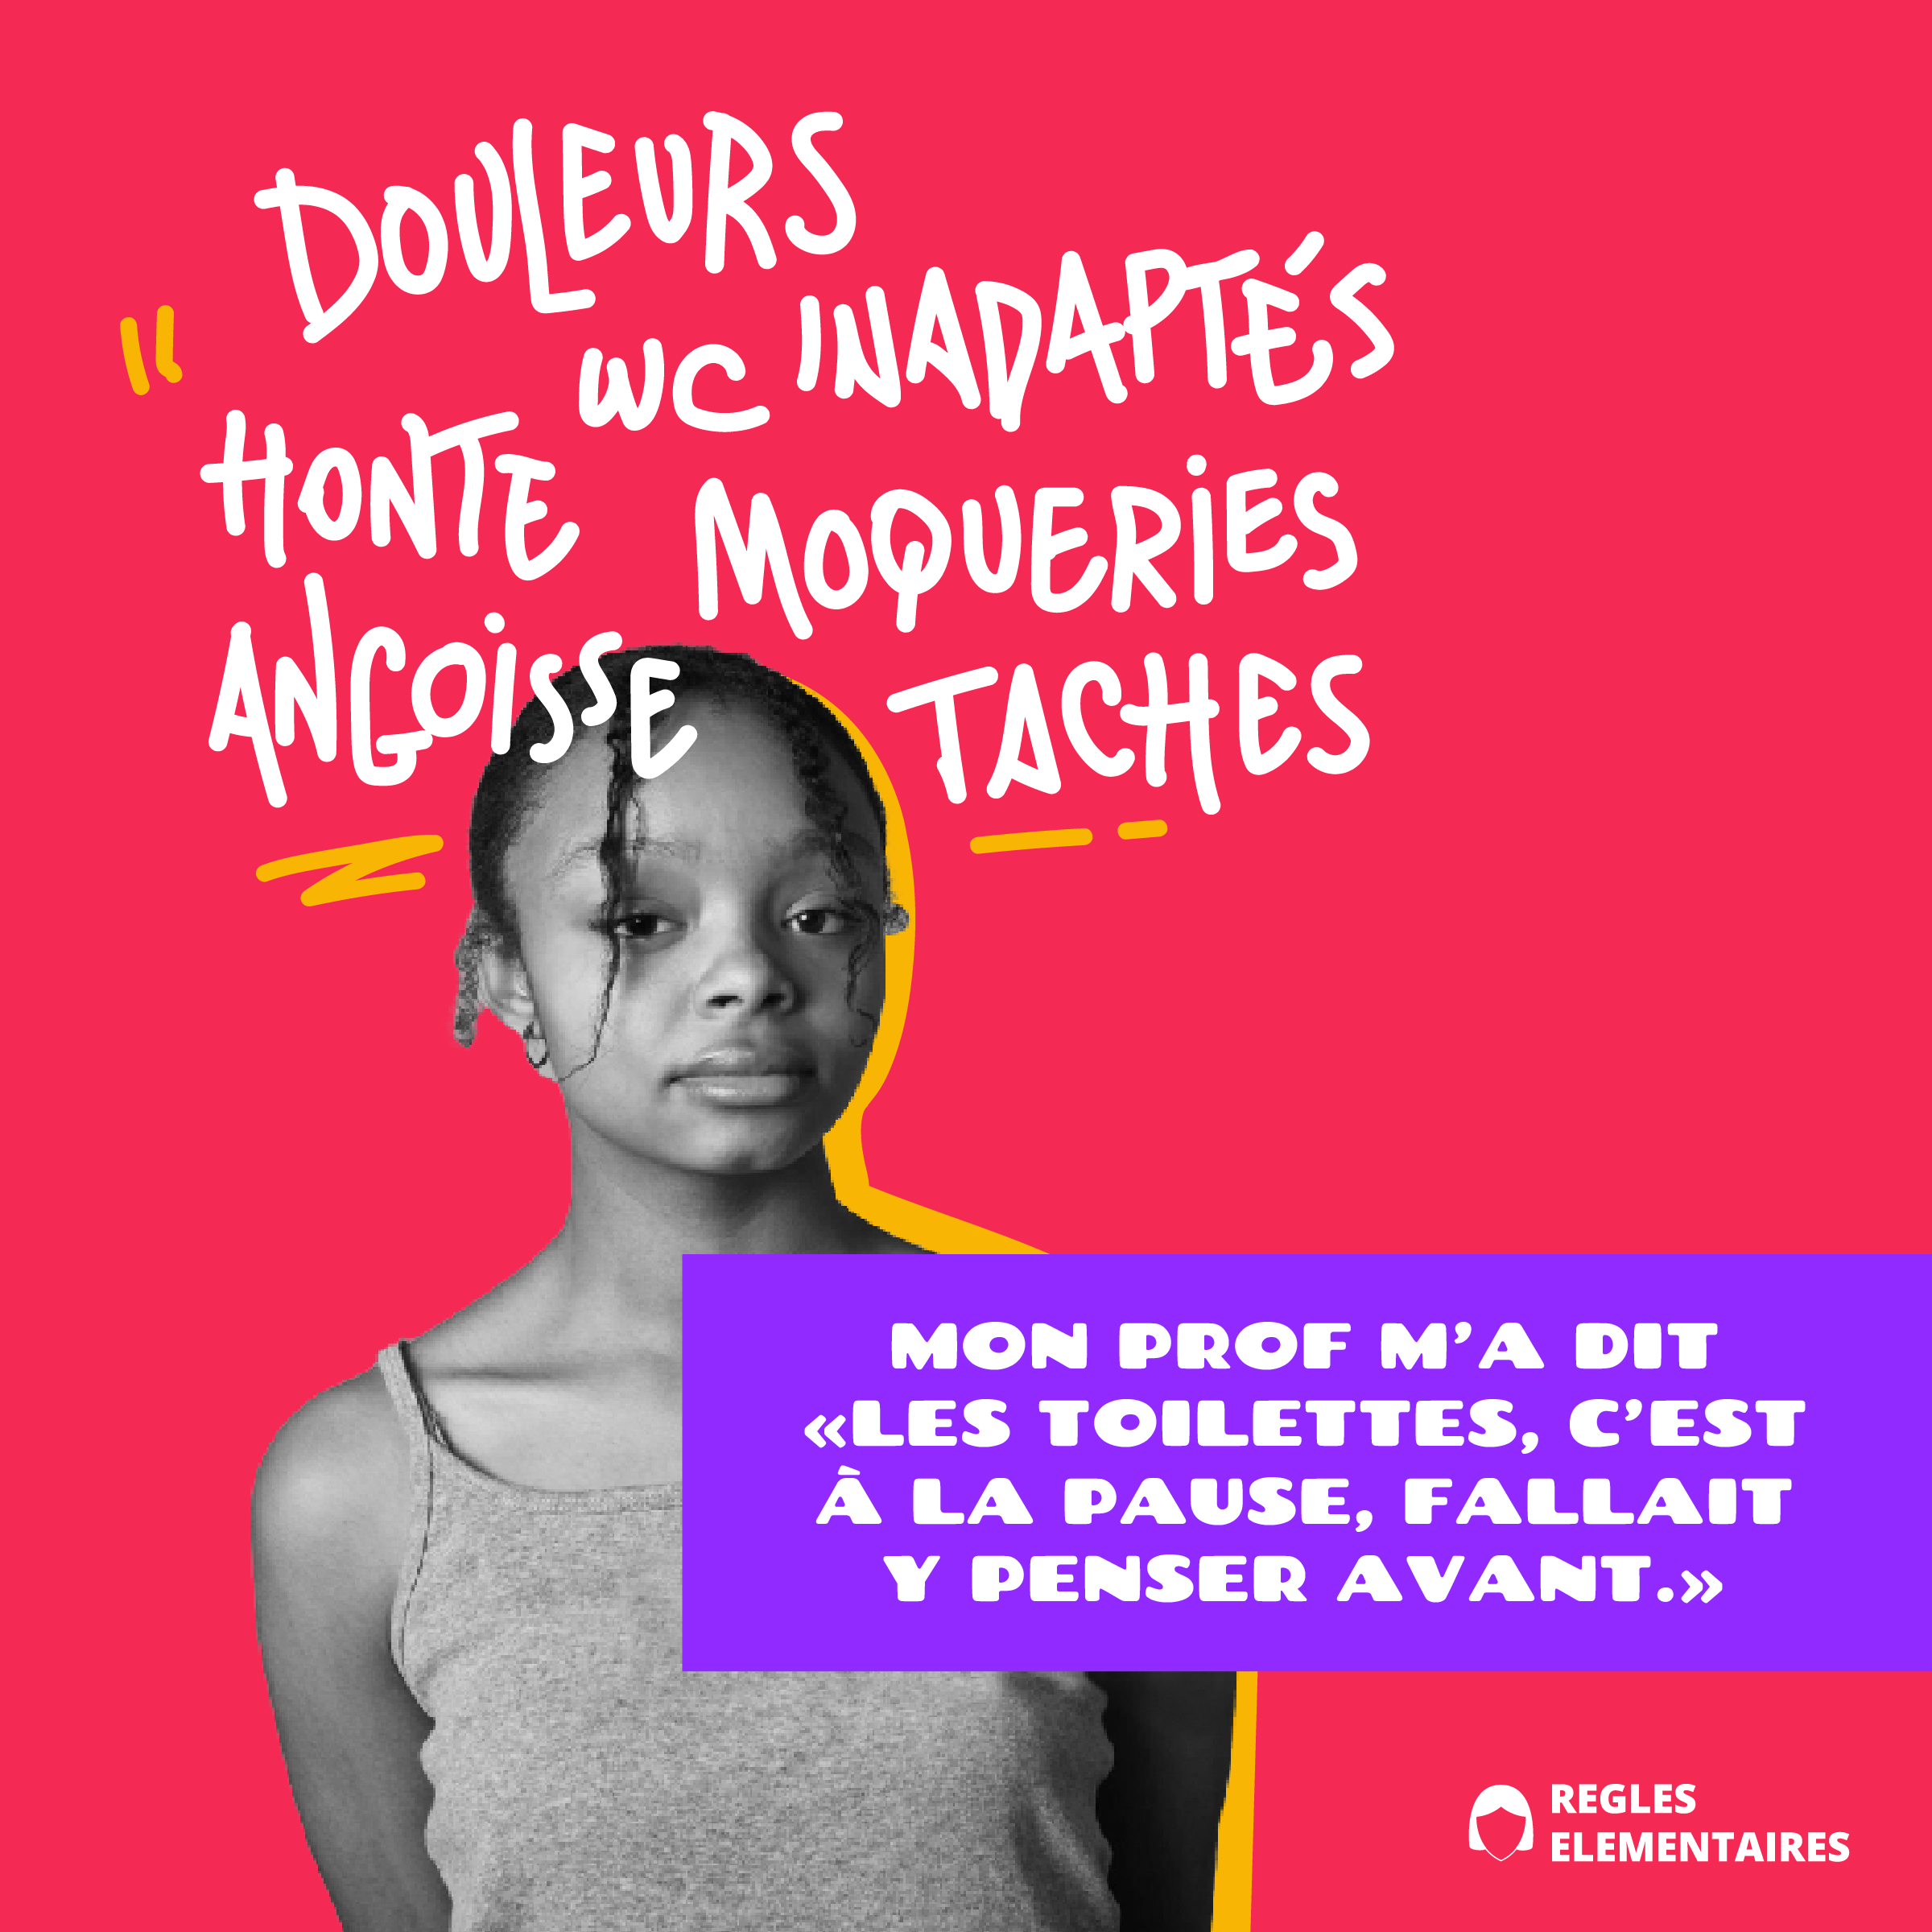 DOULEURS
WC INADAPTÉS
HONTE
MOQUERIES
ANGOISSE
TACHES
MON PROF M'A DIT
«LES TOILETTES, C'EST
À LA PAUSE, FALLAIT
Y PENSER AVANT.»
REGLES
ELEMENTAIRES